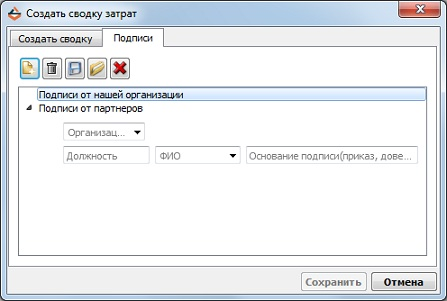 Создать сводку затрат
Создать сводку Подписи
Подписи от нашей организации
Подписи от партнеров
Организац...
Должность ФИО Основание подписи(приказ, дове...
Сохранить Отмена